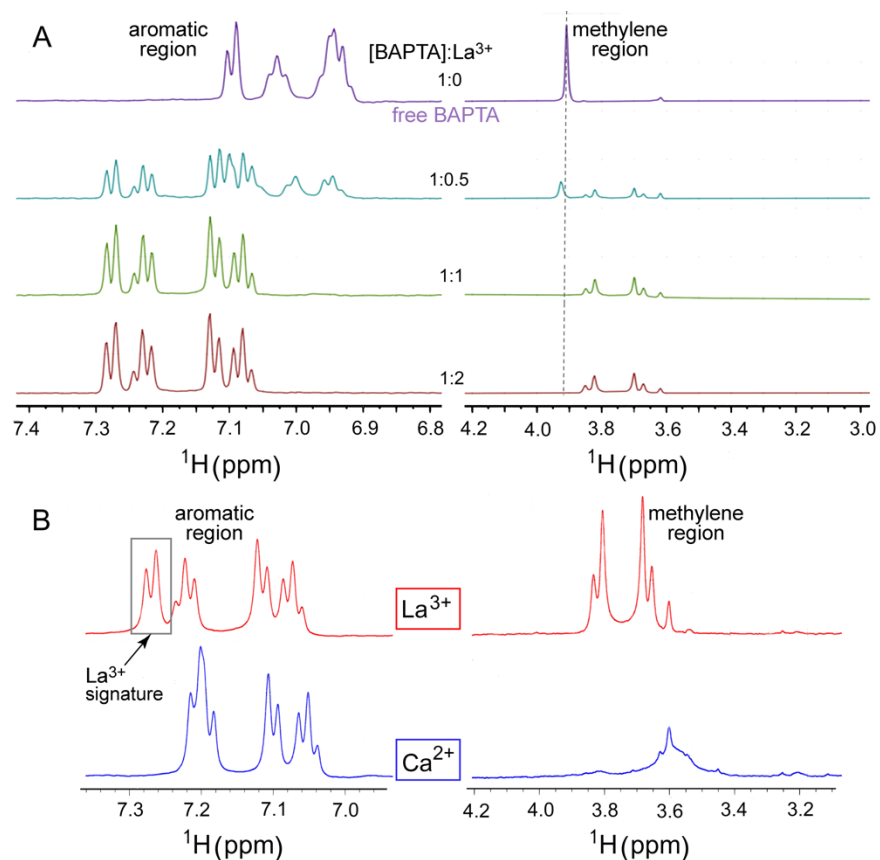 A
aromatic
region
[BAPTA]:La³⁺
methylene
region
1:0
free BAPTA
1:0.5
1:1
1:2
7.4 7.3 7.2 7.1 7.0 6.9 6.8
4.2 4.0 3.8 3.6 3.4 3.2 3.0
¹H (ppm)
¹H (ppm)
B
aromatic
region
methylene
region
La³⁺
La³⁺
signature
Ca²⁺
7.3 7.2 7.1 7.0
4.2 4.0 3.8 3.6 3.4 3.2
¹H (ppm)
¹H (ppm)